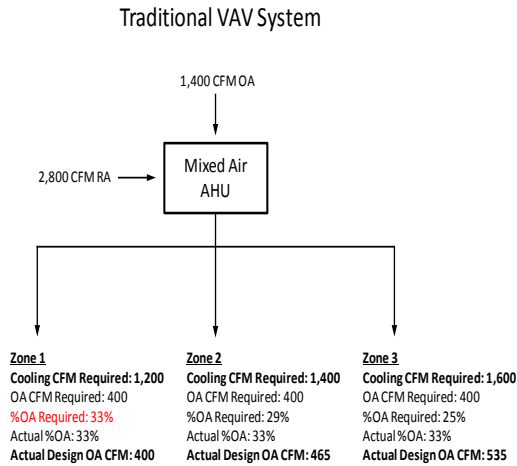 Traditional VAV System
1,400 CFM OA
2,800 CFM RA
Mixed Air
AHU
Zone 1
Cooling CFM Required: 1,200
OA CFM Required: 400
%OA Required: 33%
Actual %OA: 33%
Actual Design OA CFM: 400
Zone 2
Cooling CFM Required: 1,400
OA CFM Required: 400
%OA Required: 29%
Actual %OA: 33%
Actual Design OA CFM: 465
Zone 3
Cooling CFM Required: 1,600
OA CFM Required: 400
%OA Required: 25%
Actual %OA: 33%
Actual Design OA CFM: 535